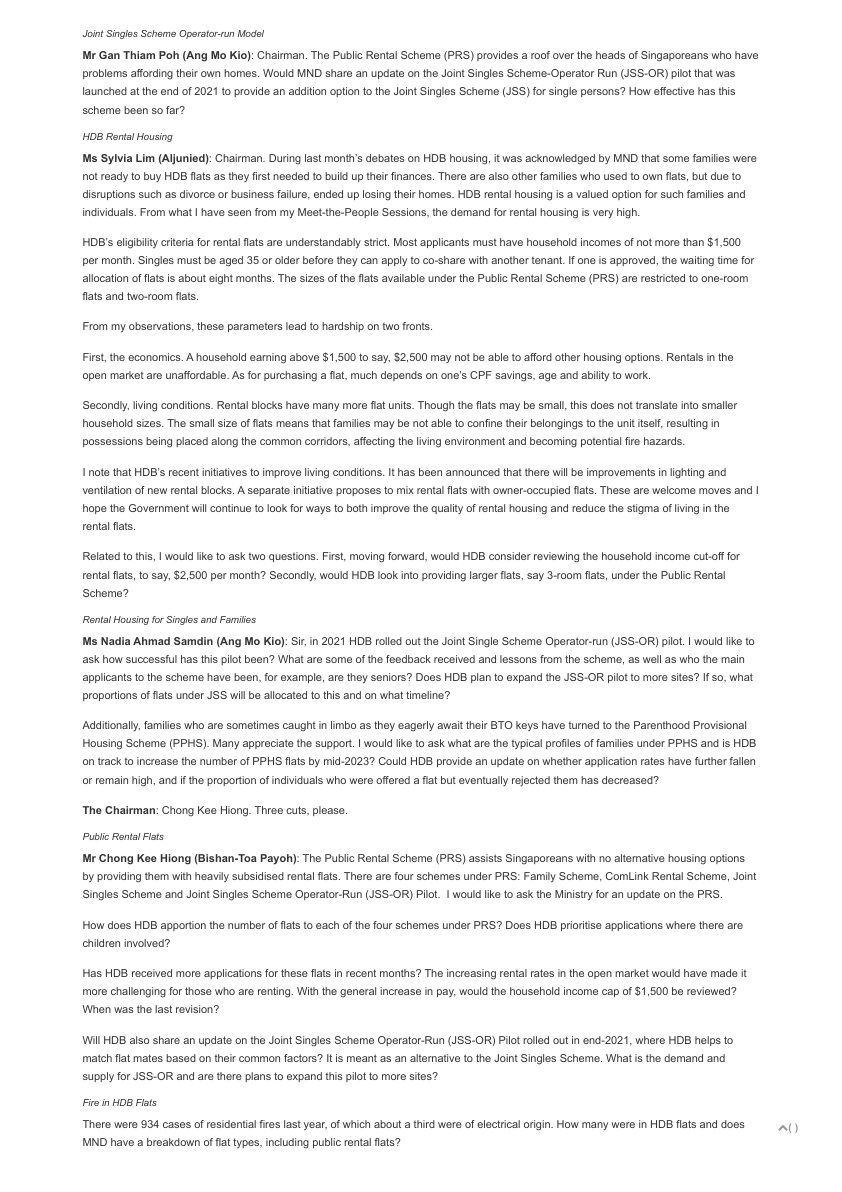 Joint Singles Scheme Operator-run Model
Mr Gan Thiam Poh (Ang Mo Kio): Chairman. The Public Rental Scheme (PRS) provides a roof over the heads of Singaporeans who have
problems affording their own homes. Would MND share an update on the Joint Singles Scheme-Operator Run (JSS-OR) pilot that was
launched at the end of 2021 to provide an addition option to the Joint Singles Scheme (JSS) for single persons? How effective has this
scheme been so far?
HDB Rental Housing
Ms Sylvia Lim (Aljunied): Chairman. During last month's debates on HDB housing, it was acknowledged by MND that some families were
not ready to buy HDB flats as they first needed to build up their finances. There are also other families who used to own flats, but due to
disruptions such as divorce or business failure, ended up losing their homes. HDB rental housing is a valued option for such families and
individuals. From what I have seen from my Meet-the-People Sessions, the demand for rental housing is very high.
HDB's eligibility criteria for rental flats are understandably strict. Most applicants must have household incomes of not more than $1,500
per month. Singles must be aged 35 or older before they can apply to co-share with another tenant. If one is approved, the waiting time for
allocation of flats is about eight months. The sizes of the flats available under the Public Rental Scheme (PRS) are restricted to one-room
flats and two-room flats.
From my observations, these parameters lead to hardship on two fronts.
First, the economics. A household earning above $1,500 to say, $2,500 may not be able to afford other housing options. Rentals in the
open market are unaffordable. As for purchasing a flat, much depends on one's CPF savings, age and ability to work.
Secondly, living conditions. Rental blocks have many more flat units. Though the flats may be small, this does not translate into smaller
household sizes. The small size of flats means that families may be not able to confine their belongings to the unit itself, resulting in
possessions being placed along the common corridors, affecting the living environment and becoming potential fire hazards.
I note that HDB's recent initiatives to improve living conditions. It has been announced that there will be improvements in lighting and
ventilation of new rental blocks. A separate initiative proposes to mix rental flats with owner-occupied flats. These are welcome moves and I
hope the Government will continue to look for ways to both improve the quality of rental housing and reduce the stigma of living in the
rental flats.
Related to this, I would like to ask two questions. First, moving forward, would HDB consider reviewing the household income cut-off for
rental flats, to say, $2,500 per month? Secondly, would HDB look into providing larger flats, say 3-room flats, under the Public Rental
Scheme?
Rental Housing for Singles and Families
Ms Nadia Ahmad Samdin (Ang Mo Kio): Sir, in 2021 HDB rolled out the Joint Single Scheme Operator-run (JSS-OR) pilot. I would like to
ask how successful has this pilot been? What are some of the feedback received and lessons from the scheme, as well as who the main
applicants to the scheme have been, for example, are they seniors? Does HDB plan to expand the JSS-OR pilot to more sites? If so, what
proportions of flats under JSS will be allocated to this and on what timeline?
Additionally, families who are sometimes caught in limbo as they eagerly await their BTO keys have turned to the Parenthood Provisional
Housing Scheme (PPHS). Many appreciate the support. I would like to ask what are the typical profiles of families under PPHS and is HDB
on track to increase the number of PPHS flats by mid-2023? Could HDB provide an update on whether application rates have further fallen
or remain high, and if the proportion of individuals who were offered a flat but eventually rejected them has decreased?
The Chairman: Chong Kee Hiong. Three cuts, please.
Public Rental Flats
Mr Chong Kee Hiong (Bishan-Toa Payoh): The Public Rental Scheme (PRS) assists Singaporeans with no alternative housing options
by providing them with heavily subsidised rental flats. There are four schemes under PRS: Family Scheme, ComLink Rental Scheme, Joint
Singles Scheme and Joint Singles Scheme Operator-Run (JSS-OR) Pilot. I would like to ask the Ministry for an update on the PRS.
How does HDB apportion the number of flats to each of the four schemes under PRS? Does HDB prioritise applications where there are
children involved?
Has HDB received more applications for these flats in recent months? The increasing rental rates in the open market would have made it
more challenging for those who are renting. With the general increase in pay, would the household income cap of $1,500 be reviewed?
When was the last revision?
Will HDB also share an update on the Joint Singles Scheme Operator-Run (JSS-OR) Pilot rolled out in end-2021, where HDB helps to
match flat mates based on their common factors? It is meant as an alternative to the Joint Singles Scheme. What is the demand and
supply for JSS-OR and are there plans to expand this pilot to more sites?
Fire in HDB Flats
There were 934 cases of residential fires last year, of which about a third were of electrical origin. How many were in HDB flats and does
MND have a breakdown of flat types, including public rental flats?
( )